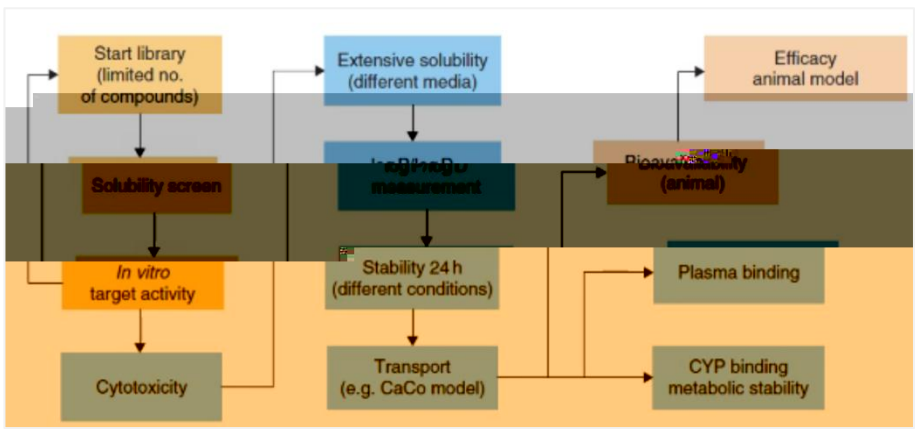 Start library
(limited no.
of compounds)
Solubility screen
In vitro
target activity
Cytotoxicity
Extensive solubility
(different media)
measurement
Stability 24 h
(different conditions)
Transport
(e.g. CaCo model)
Efficacy
animal model
(animal)
Plasma binding
CYP binding
metabolic stability